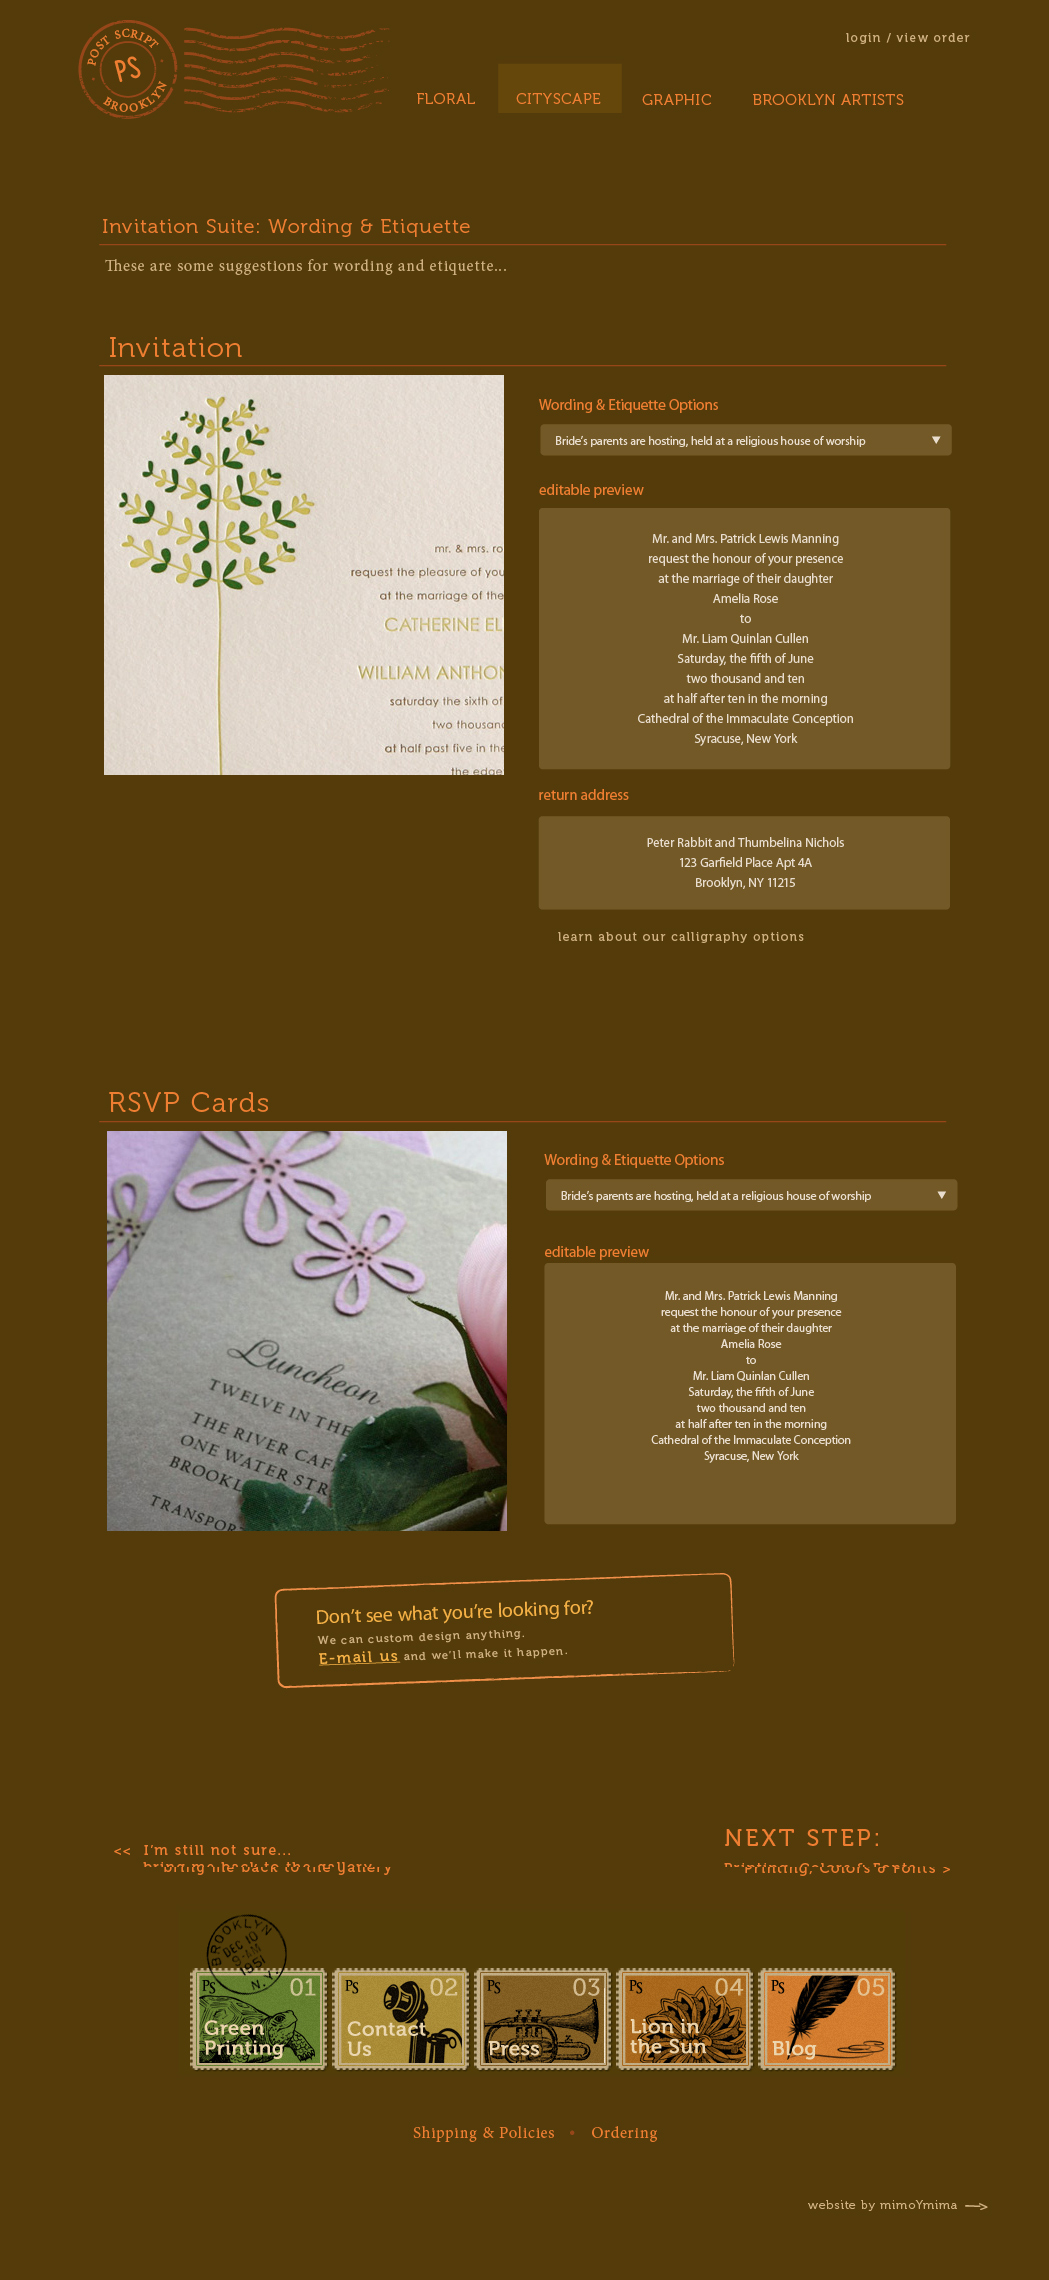 POST SCRIPT
PS
BROOKLYN
login / view order
FLORAL
CITYSCAPE
GRAPHIC
BROOKLYN ARTISTS
Invitation Suite: Wording & Etiquette
These are some suggestions for wording and etiquette...
Invitation
mr. & mrs. ro
request the pleasure of you
at the marriage of the
CATHERINE EL
WILLIAM ANTHON
saturday the sixth of
two thousand
at half past five in the
the edge
Wording & Etiquette Options
Bride's parents are hosting, held at a religious house of worship
editable preview
Mr. and Mrs. Patrick Lewis Manning
request the honour of your presence
at the marriage of their daughter
Amelia Rose
to
Mr. Liam Quinlan Cullen
Saturday, the fifth of June
two thousand and ten
at half after ten in the morning
Cathedral of the Immaculate Conception
Syracuse, New York
return address
Peter Rabbit and Thumbelina Nichols
123 Garfield Place Apt 4A
Brooklyn, NY 11215
learn about our calligraphy options
RSVP Cards
Luncheon
TWELVE IN THE
THE RIVER CAF
ONE WATER STR
BROOKL
TRANSPOR
Wording & Etiquette Options
Bride's parents are hosting, held at a religious house of worship
editable preview
Mr. and Mrs. Patrick Lewis Manning
request the honour of your presence
at the marriage of their daughter
Amelia Rose
to
Mr. Liam Quinlan Cullen
Saturday, the fifth of June
two thousand and ten
at half after ten in the morning
Cathedral of the Immaculate Conception
Syracuse, New York
Don't see what you're looking for?
We can custom design anything.
E-mail us and we'll make it happen.
<< I'm still not sure...
NEXT STEP:
BROOKLYN
DEC 10
9-AM
1951
N.Y.
PS 01
Green
Printing
PS 02
Contact
Us
PS 03
Press
PS 04
Lion in
the Sun
PS 05
Blog
Shipping & Policies • Ordering
website by mimoYmima